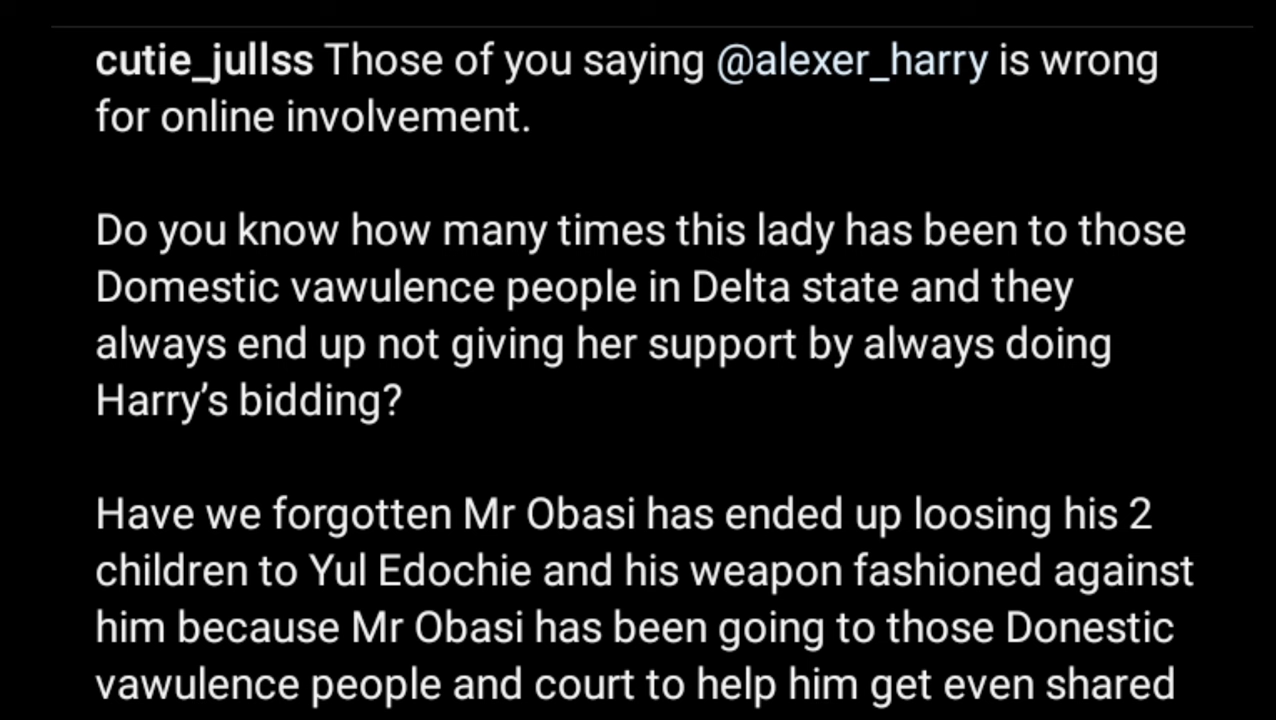 cutie_jullss Those of you saying @alexer_harry is wrong
for online involvement.
Do you know how many times this lady has been to those
Domestic vawulence people in Delta state and they
always end up not giving her support by always doing
Harry’s bidding?
Have we forgotten Mr Obasi has ended up loosing his 2
children to Yul Edochie and his weapon fashioned against
him because Mr Obasi has been going to those Donestic
vawulence people and court to help him get even shared